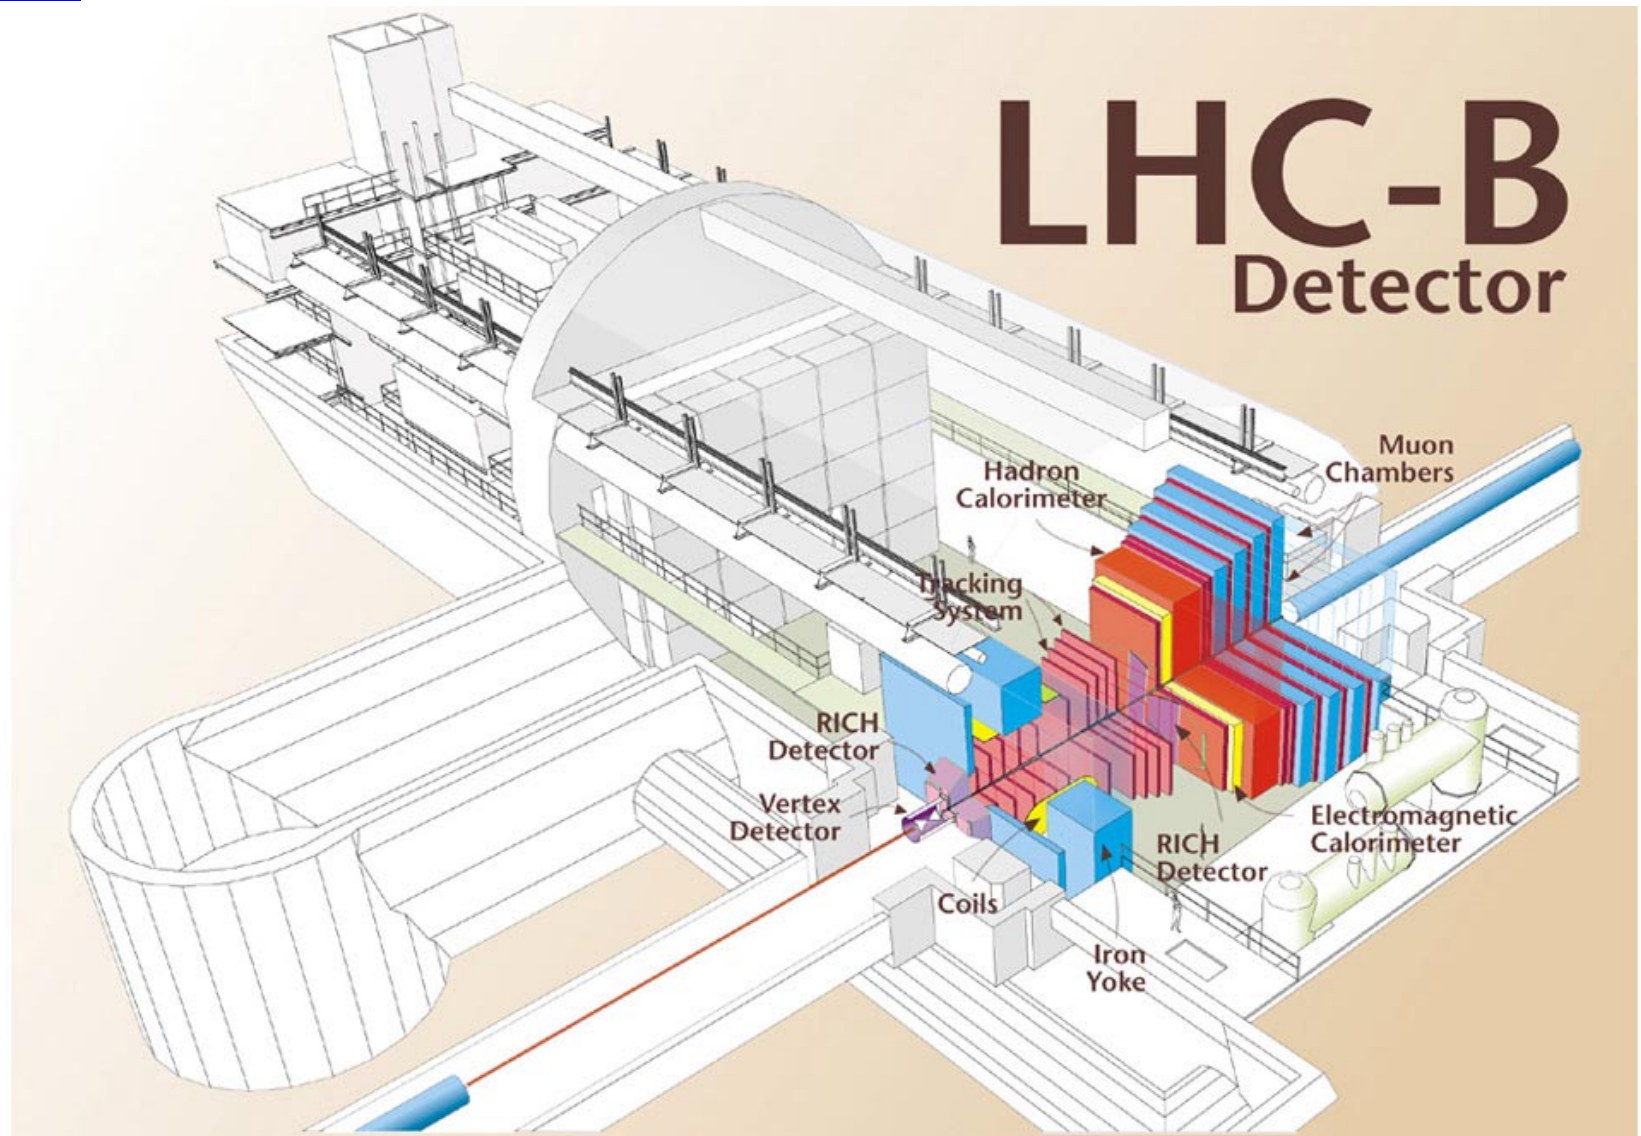 LHC-B
Detector
Muon
Chambers
Hadron
Calorimeter
Tracking
System
RICH
Detector
Vertex
Detector
Electromagnetic
Calorimeter
RICH
Detector
Coils
Iron
Yoke